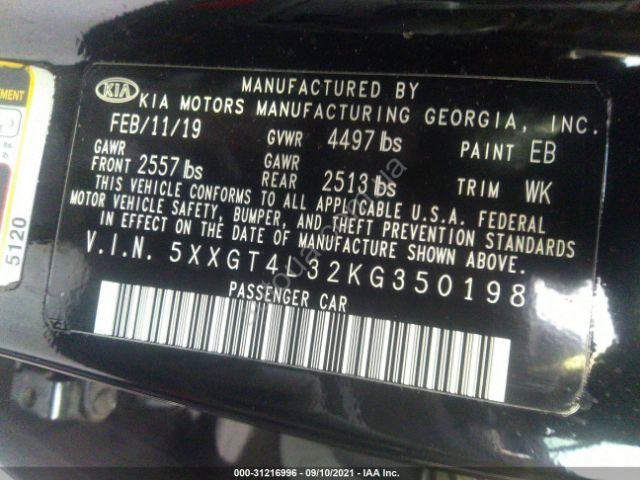 MANUFACTURED BY
KIA KIA MOTORS MANUFACTURING GEORGIA, INC.
FEB/11/19 GVWR 4497 lbs PAINT EB
GAWR FRONT 2557 lbs GAWR REAR 2513 lbs TRIM WK
THIS VEHICLE CONFORMS TO ALL APPLICABLE U.S.A. FEDERAL
MOTOR VEHICLE SAFETY, BUMPER, AND THEFT PREVENTION STANDARDS
IN EFFECT ON THE DATE OF MANUFACTURE SHOWN ABOVE.
V.I.N. 5XXGT4L32KG350198
PASSENGER CAR
5120
000-31216996 - 09/10/2021 - IAA Inc.